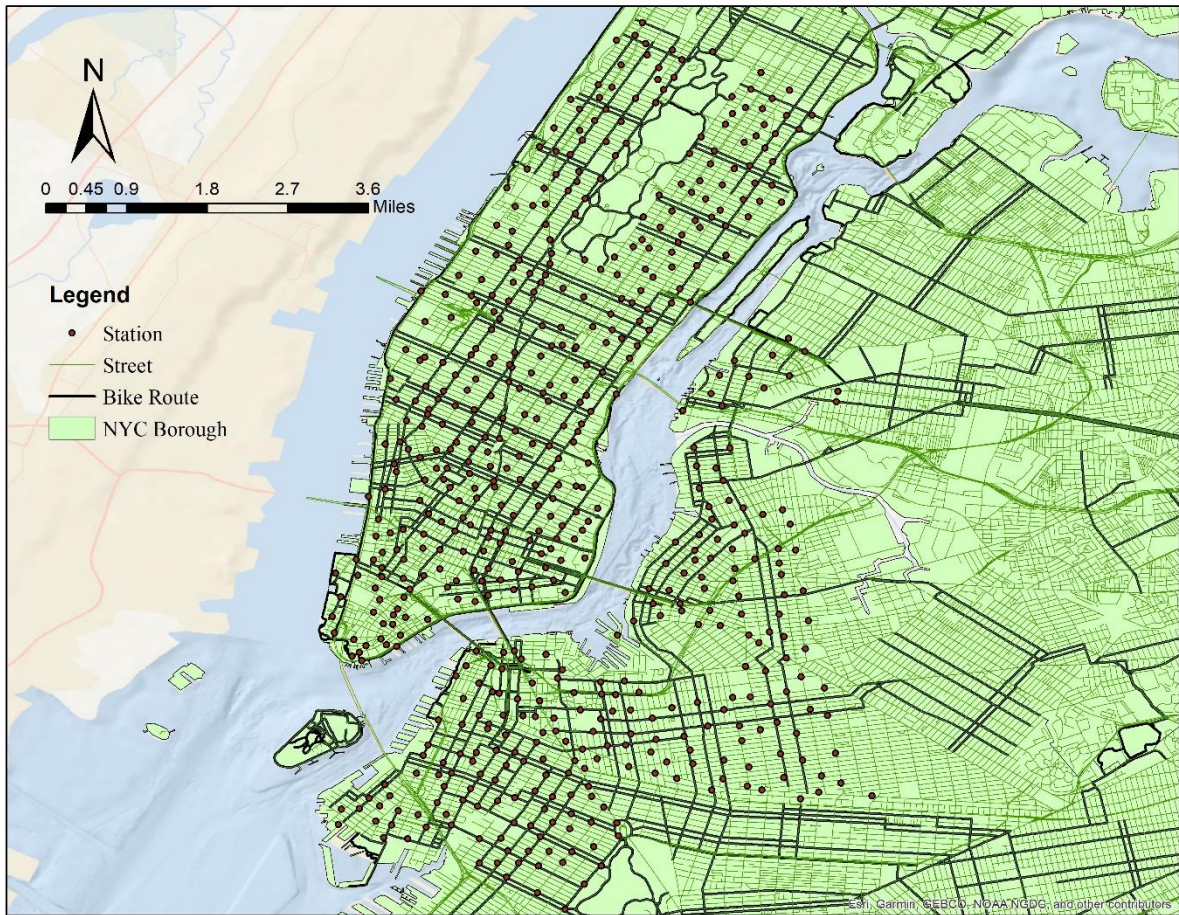 N
0 0.45 0.9 1.8 2.7 3.6
Miles
Legend
Station
Street
Bike Route
NYC Borough
Esri, Garmin, GEBCO, NOAA NGDC, and other contributors